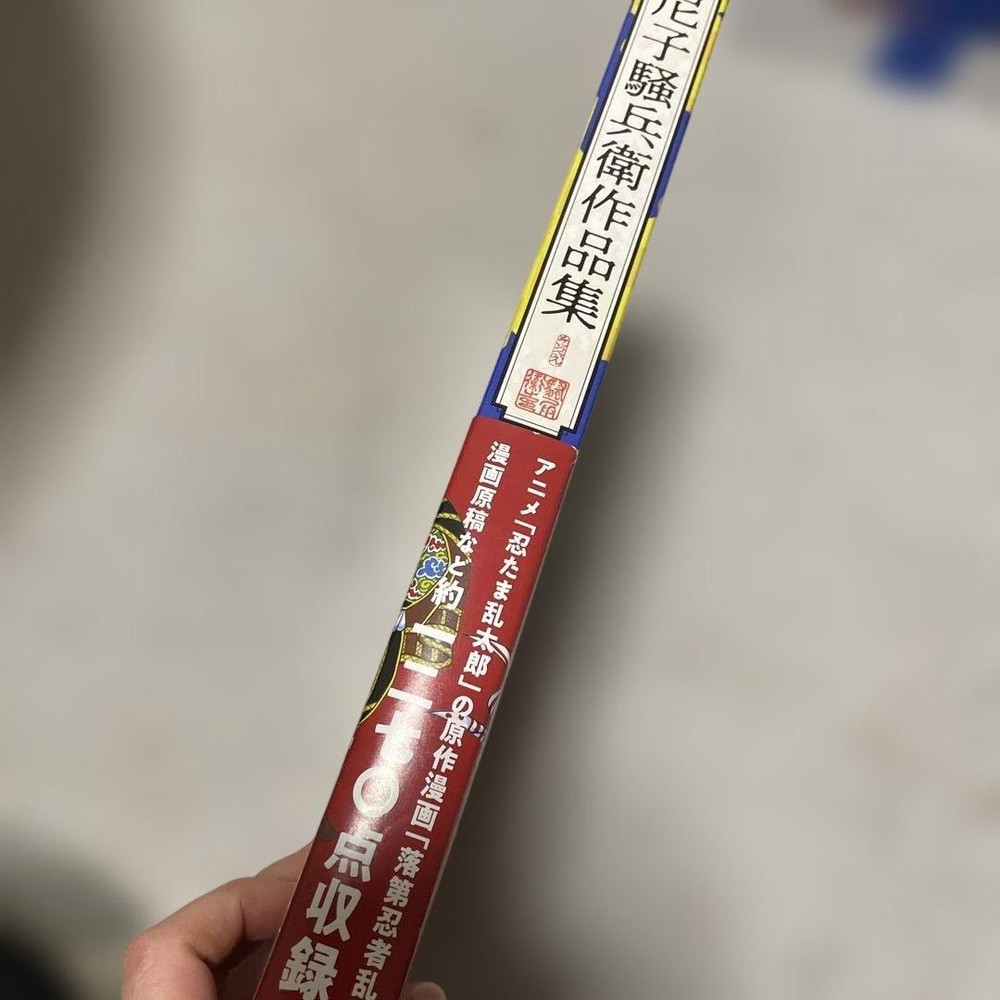 尼子騒兵衛作品集
アニメ「忍たま乱太郎」の原作漫画「落第忍者乱
漫画原稿など約一二七〇点収録